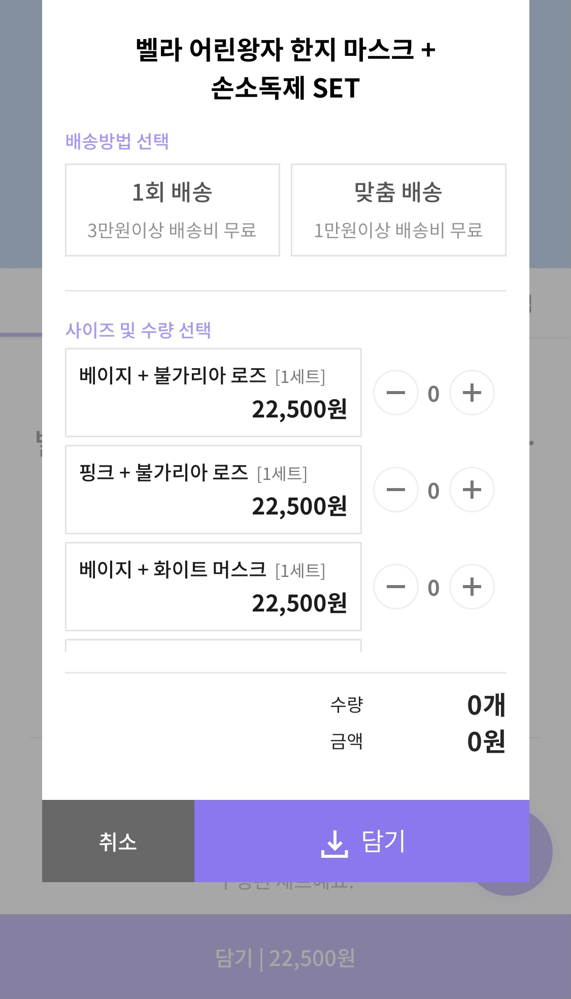 벨라 어린왕자 한지 마스크 +
손소독제 SET
배송방법 선택
1회 배송
3만원이상 배송비 무료
맞춤 배송
1만원이상 배송비 무료
사이즈 및 수량 선택
베이지 + 불가리아 로즈 [1세트]
22,500원
0
핑크 + 불가리아 로즈 [1세트]
22,500원
0
베이지 + 화이트 머스크 [1세트]
22,500원
0
수량 0개
금액 0원
취소
담기
담기 | 22,500원